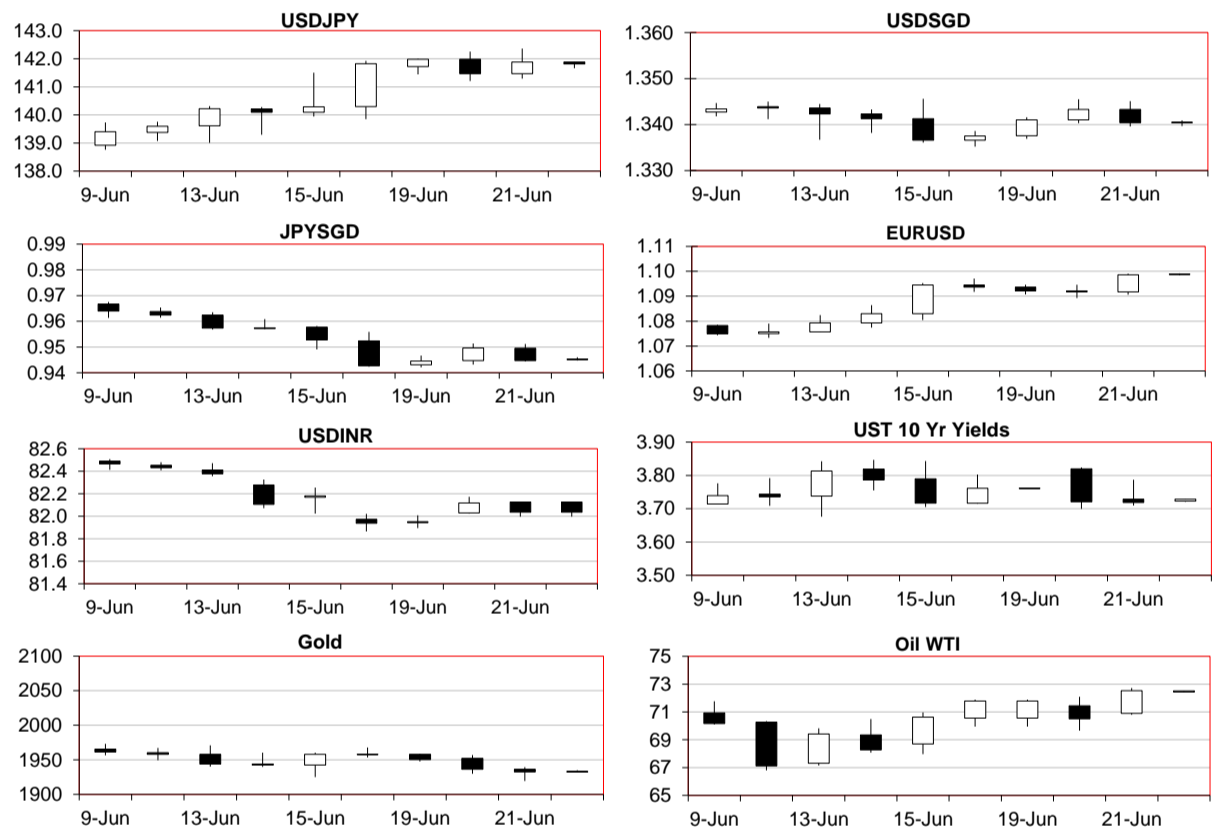 USDJPY
143.0
142.0
141.0
140.0
139.0
138.0
9-Jun 13-Jun 15-Jun 19-Jun 21-Jun
USDSGD
1.360
1.350
1.340
1.330
9-Jun 13-Jun 15-Jun 19-Jun 21-Jun
JPYSGD
0.99
0.98
0.97
0.96
0.95
0.94
9-Jun 13-Jun 15-Jun 19-Jun 21-Jun
EURUSD
1.11
1.10
1.09
1.08
1.07
1.06
9-Jun 13-Jun 15-Jun 19-Jun 21-Jun
USDINR
82.6
82.4
82.2
82.0
81.8
81.6
81.4
9-Jun 13-Jun 15-Jun 19-Jun 21-Jun
UST 10 Yr Yields
3.90
3.80
3.70
3.60
3.50
9-Jun 13-Jun 15-Jun 19-Jun 21-Jun
Gold
2100
2050
2000
1950
1900
9-Jun 13-Jun 15-Jun 19-Jun 21-Jun
Oil WTI
75
73
71
69
67
65
9-Jun 13-Jun 15-Jun 19-Jun 21-Jun